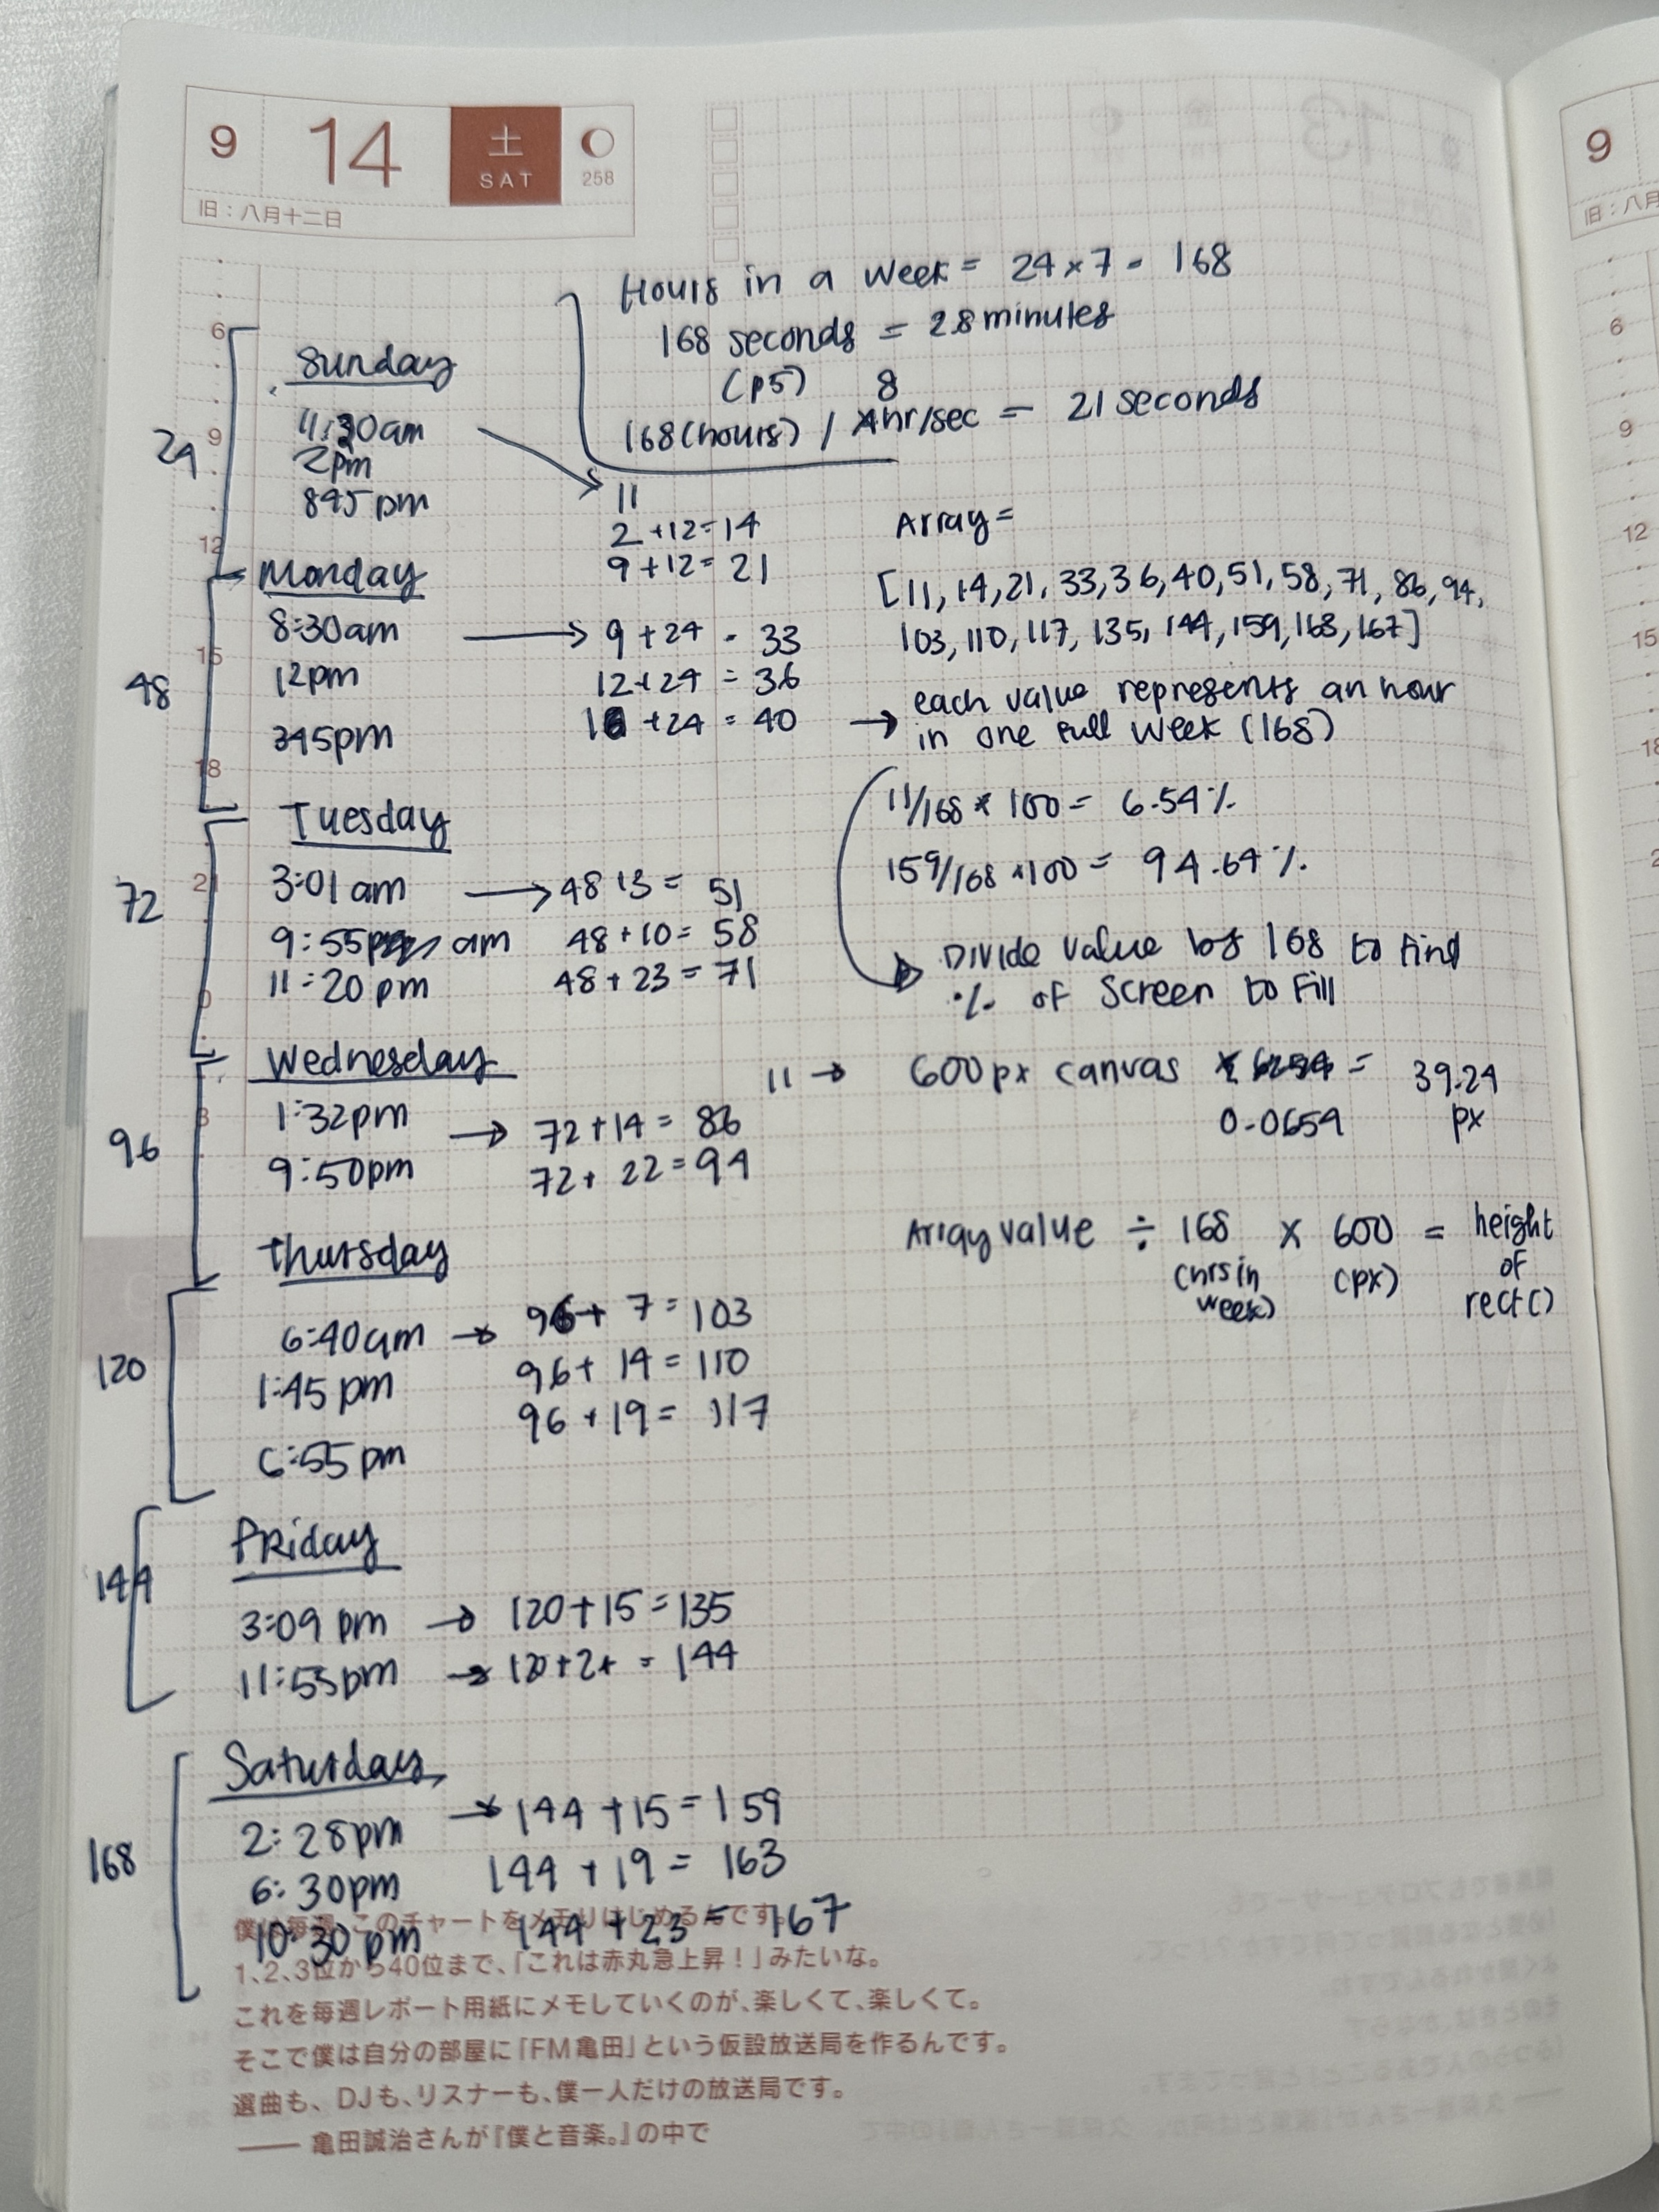 9 14 土 SAT 258
旧：八月十二日
Hours in a week = 24 x 7 = 168
168 seconds = 2.8 minutes
(p5) 8
168(hours) / hr/sec = 21 seconds
6
9
12
15
18
21
0
3
24
Sunday
11:30am
2pm
845pm
11
2 +12=14
9 +12= 21
48
Monday
8:30am → 9 + 24 = 33
12pm 12+24 = 36
345pm 16 +24 = 40
72
Tuesday
3:01am → 48+3 = 51
9:55 am 48+10= 58
11:20pm 48+23=71
96
Wednesday
1:32pm → 72+14= 86
9:50pm 72+ 22=94
120
Thursday
6:40am → 96+ 7=103
1:45pm 96+ 14=110
6:55pm 96 +19= 117
144
Friday
3:09 pm → 120+15=135
11:55pm → 120+24 = 144
168
Saturday
2:28pm → 144 +15=159
6:30pm 144 +19= 163
10:30pm 144 +23= 167
Array=
[11,14,21,33,36,40,51,58,71,86,94,
103,110,117,135,144,159,163,167]
→ each value represents an hour
in one full week (168)
11/168 * 100= 6.54%
159/168 *100= 94.64%
Divide value by 168 to find
% of screen to fill
11 → 600px canvas x = 39.24
0.0654 px
Array value ÷ 168 x 600 = height
(hrs in (px) of
week) rect()
僕は毎週、このチャートをメモりはじめるんです。
1、2、3位から40位まで、「これは赤丸急上昇！」みたいな。
これを毎週レポート用紙にメモしていくのが、楽しくて、楽しくて。
そこで僕は自分の部屋に「FM亀田」という仮設放送局を作るんです。
選曲も、DJも、リスナーも、僕一人だけの放送局です。
―― 亀田誠治さんが『僕と音楽。』の中で
9
旧：八月
6
9
12
15
18
2